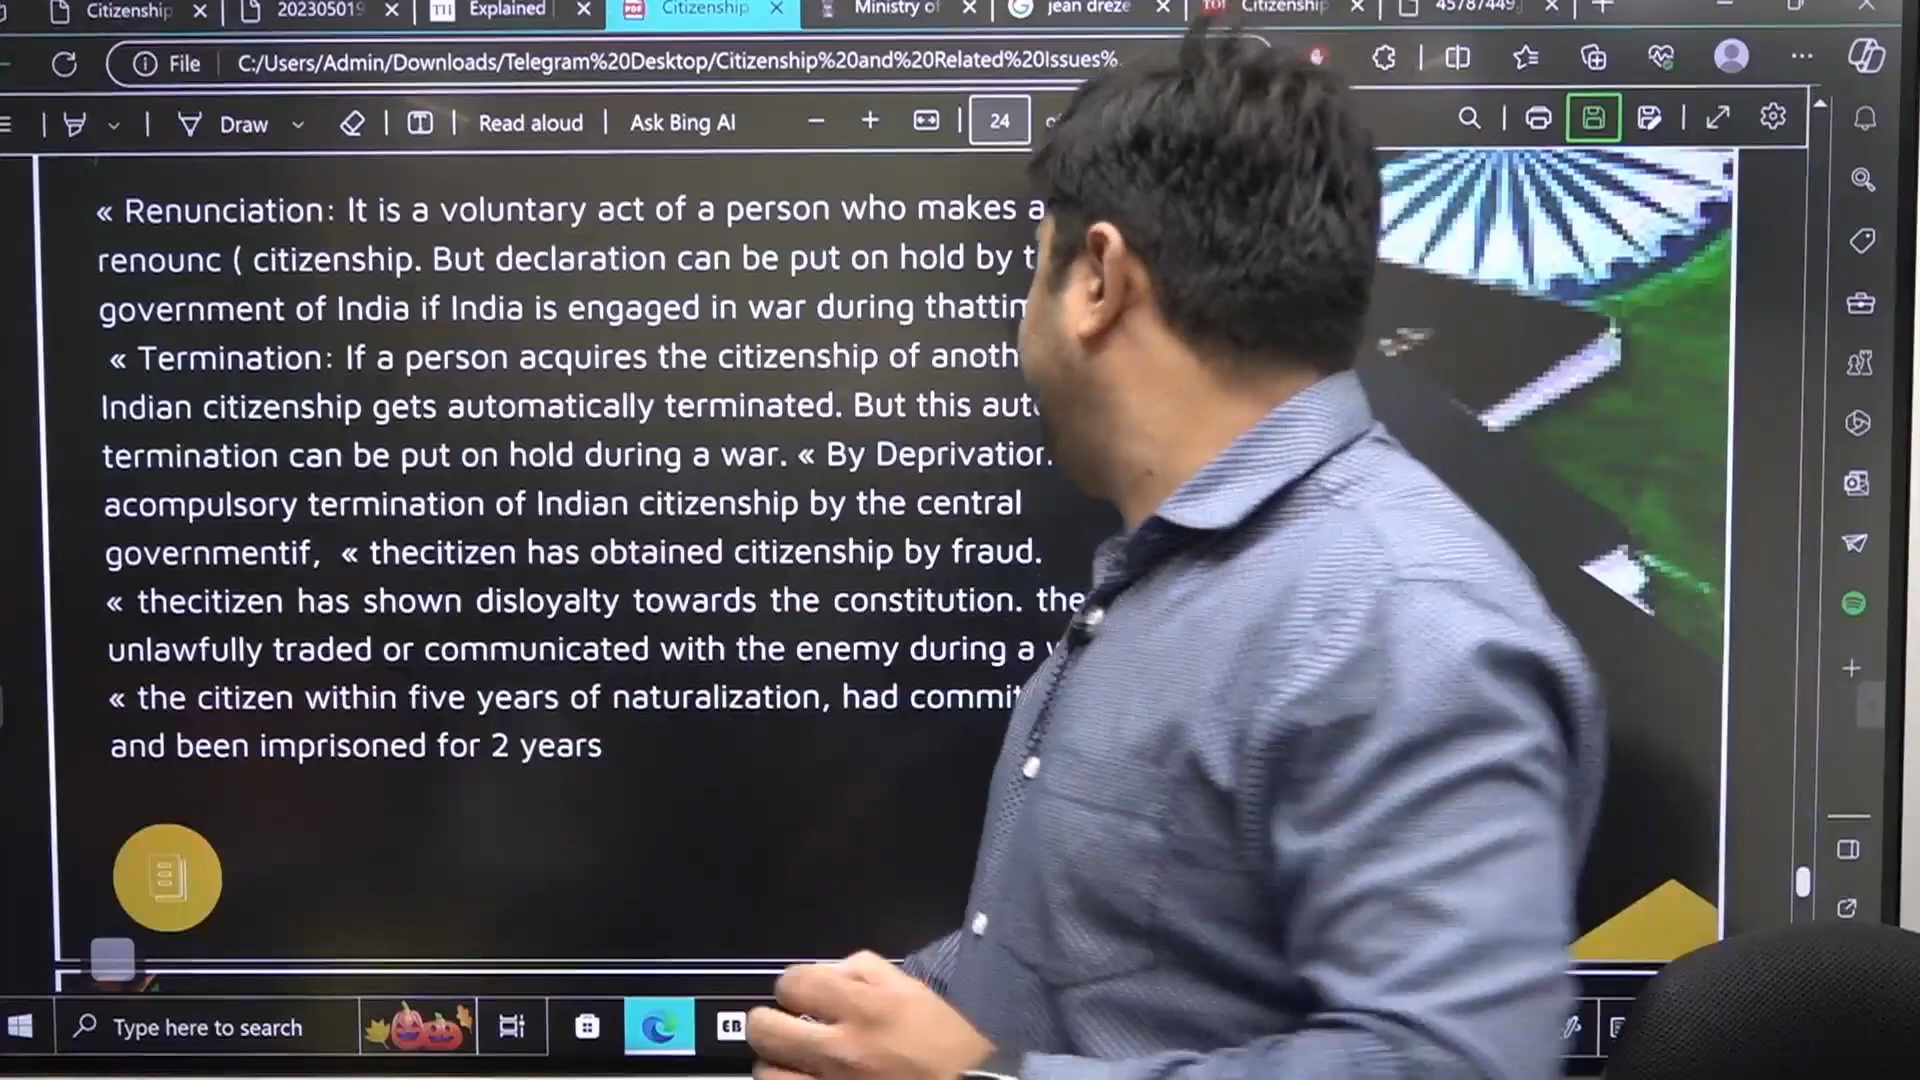 Citizenship
202305019
TH Explained
PDF Citizenship
Ministry of
jean dreze
TOI Citizenship
45787449
File
C:/Users/Admin/Downloads/Telegram%20Desktop/Citizenship%20and%20Related%20Issues%
Draw
Read aloud
Ask Bing AI
24
« Renunciation: It is a voluntary act of a person who makes a
renounc ( citizenship. But declaration can be put on hold by
government of India if India is engaged in war during
« Termination: If a person acquires the citizenship of
Indian citizenship gets automatically terminated. But this
termination can be put on hold during a war. « By
acompulsory termination of Indian citizenship by the central
governmentif, « thecitizen has obtained citizenship by fraud.
« thecitizen has shown disloyalty towards the constitution. the
unlawfully traded or communicated with the enemy during a
« the citizen within five years of naturalization, had
and been imprisoned for 2 years
Type here to search
EB